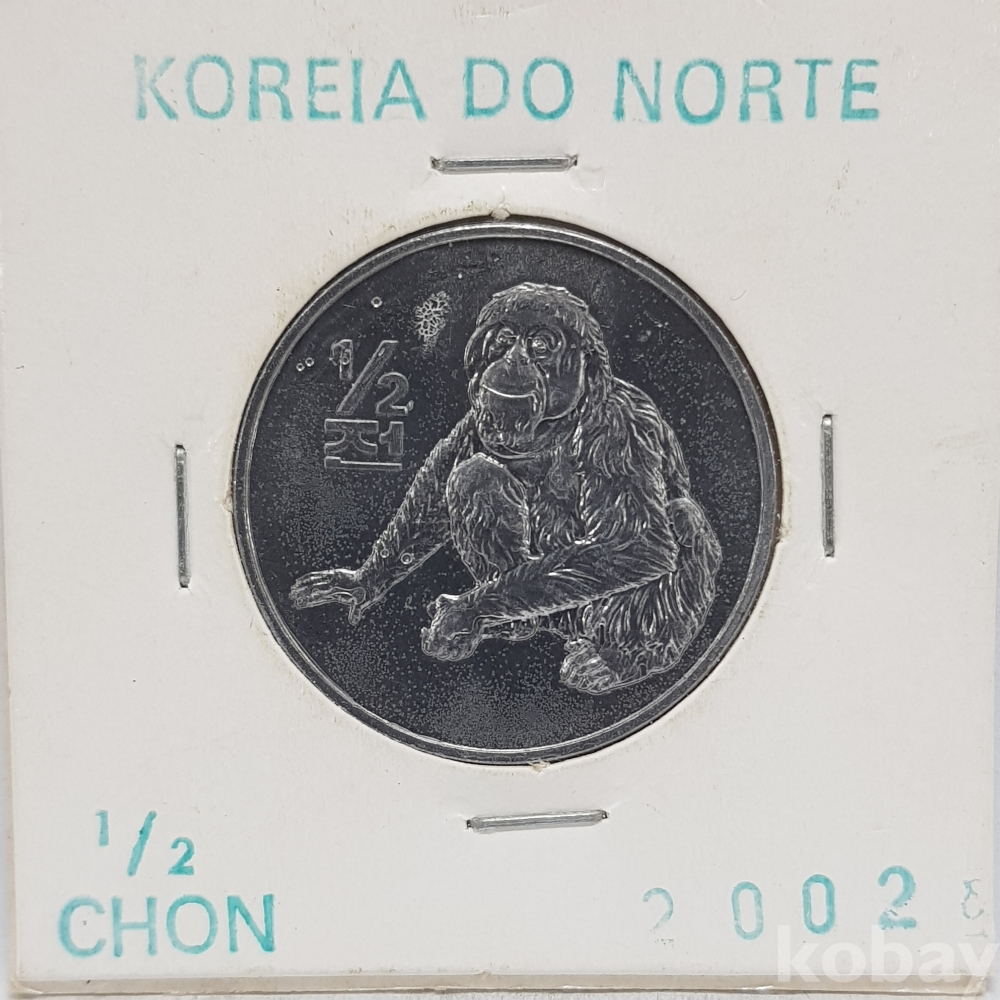 KOREIA DO NORTE
1/2
전
1/2
CHON
2002
kobay